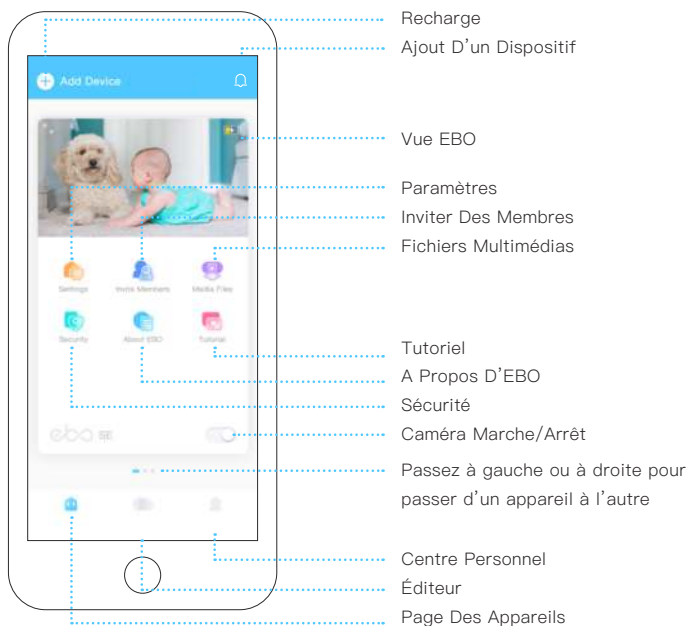 Recharge
Ajout D'un Dispositif
Add Device
Vue EBO
Paramètres
Inviter Des Membres
Fichiers Multimédias
Settings
Invite Members
Media Files
Security
About EBO
Tutorial
Tutoriel
A Propos D'EBO
Sécurité
ebo SE
Caméra Marche/Arrêt
Passez à gauche ou à droite pour
passer d'un appareil à l'autre
Centre Personnel
Éditeur
Page Des Appareils